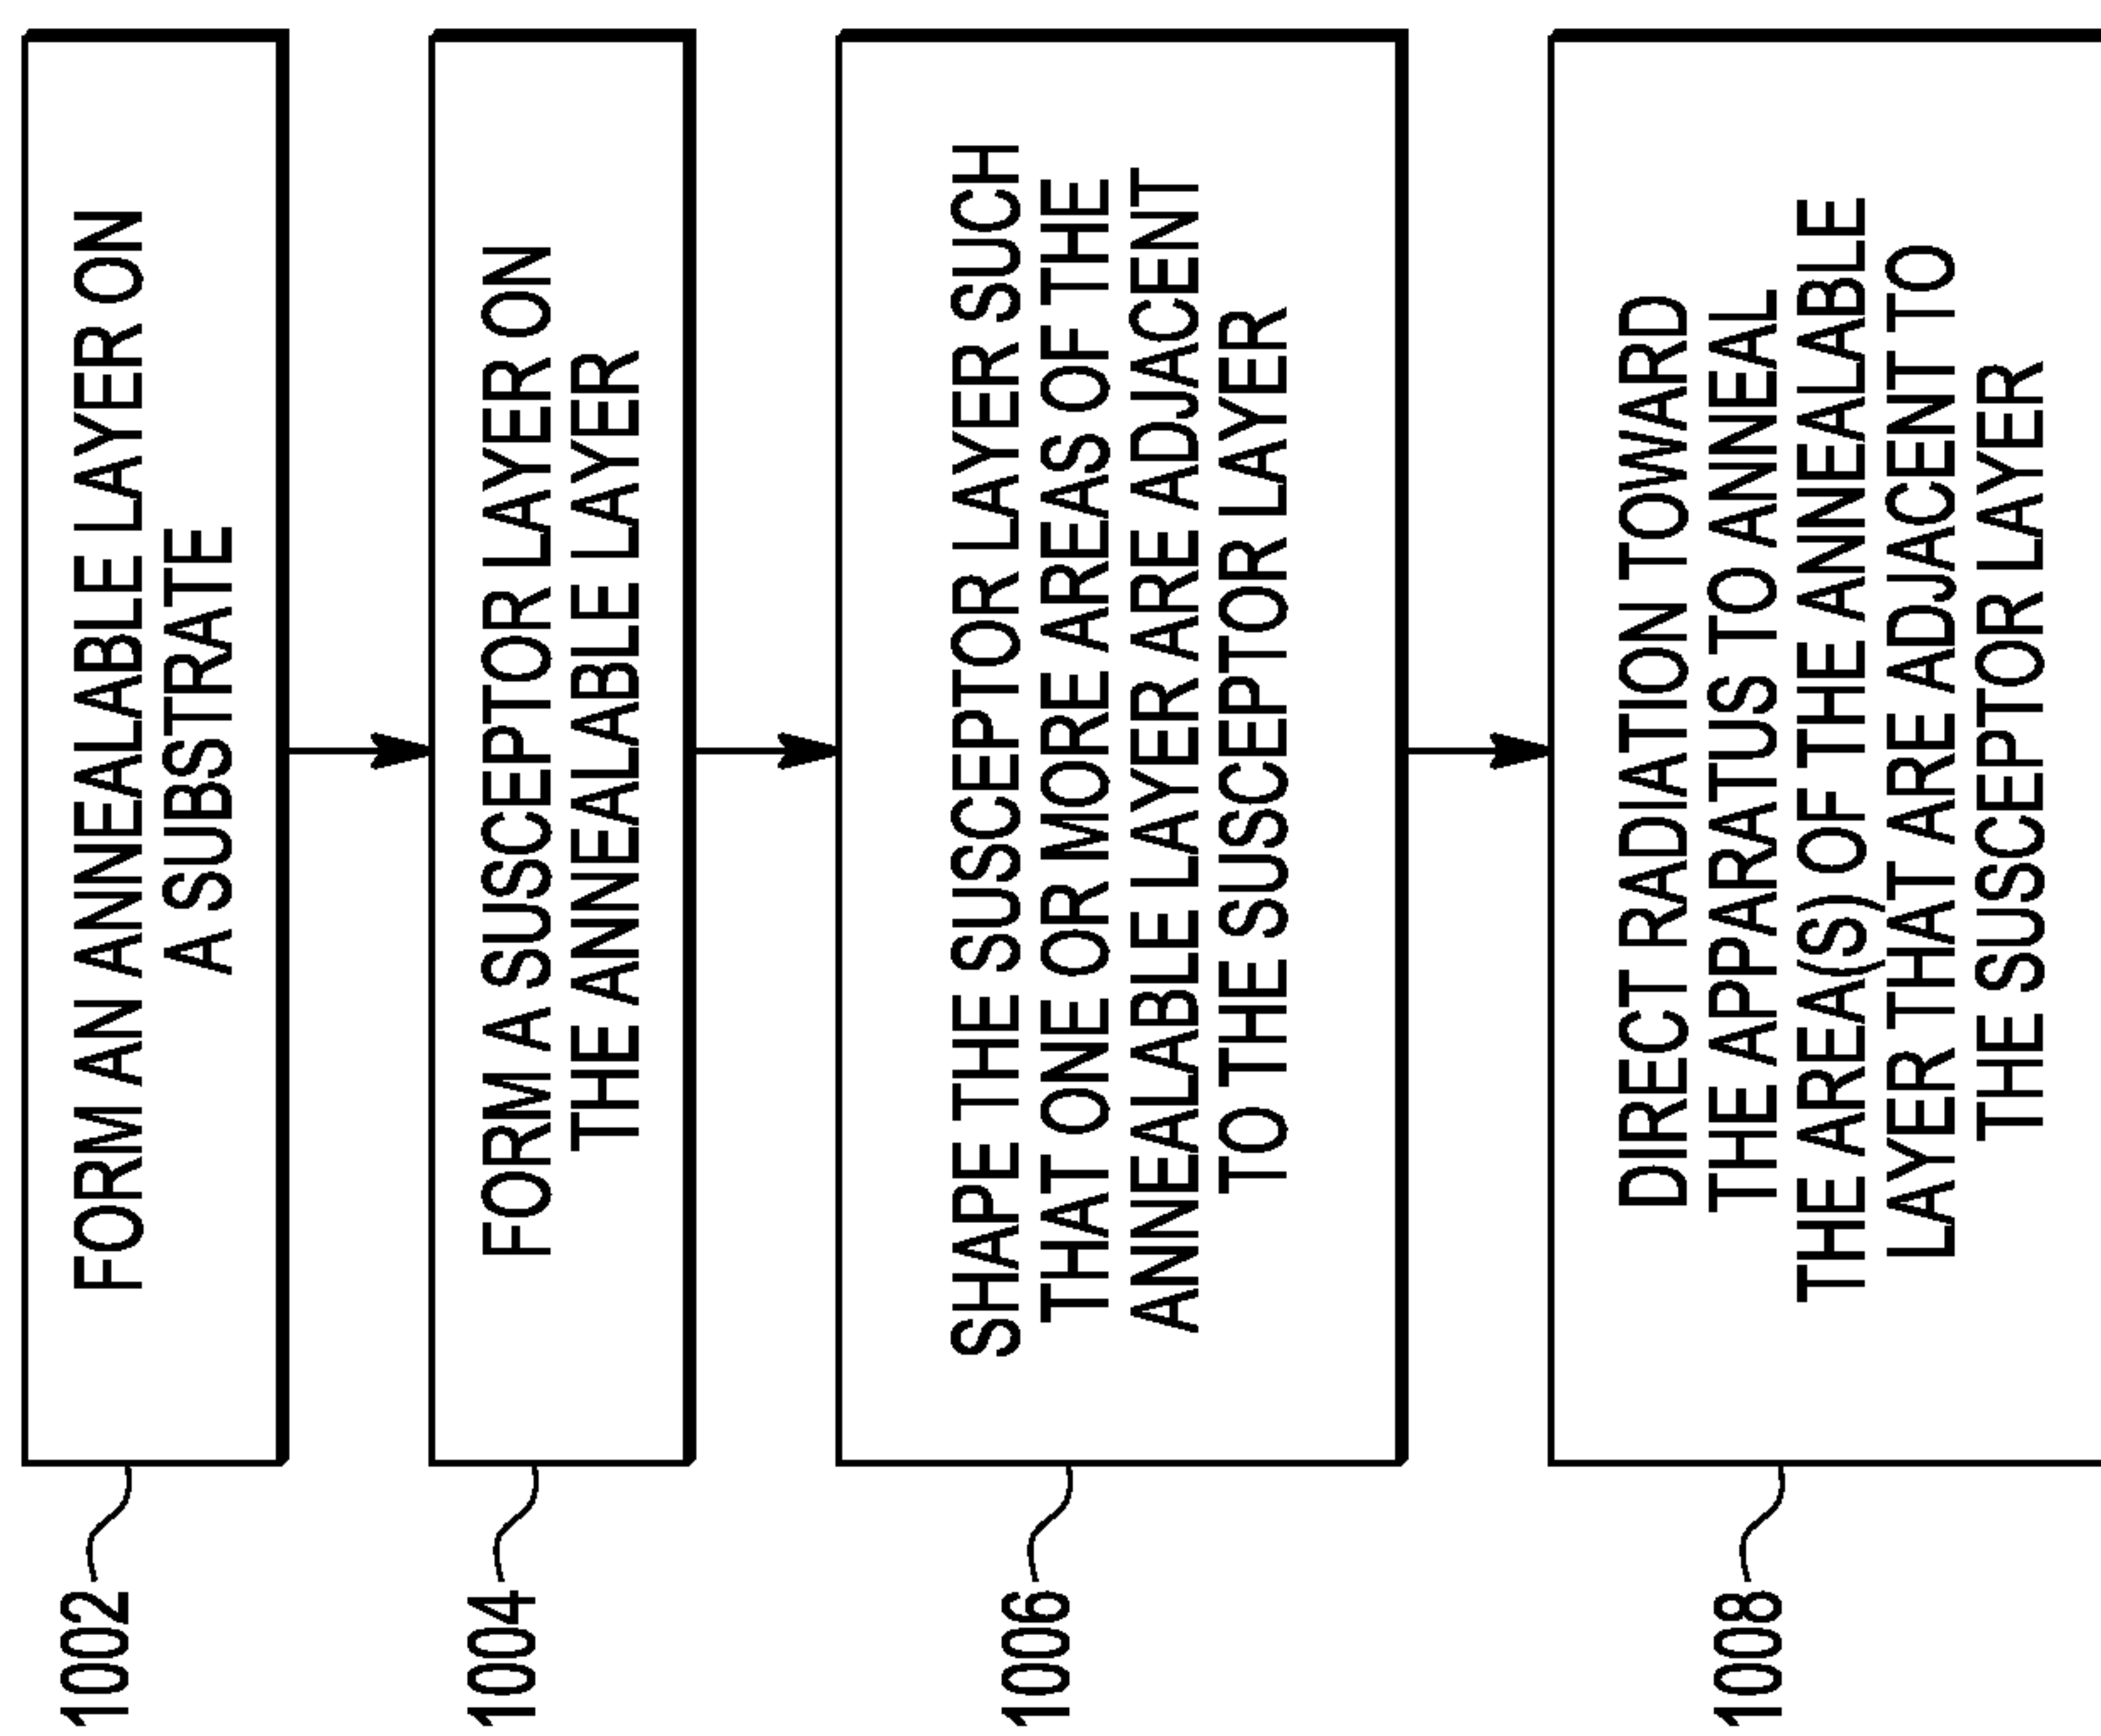 1002
FORM AN ANNEALABLE LAYER ON
A SUBSTRATE
1004
FORM A SUSCEPTOR LAYER ON
THE ANNEALABLE LAYER
1006
SHAPE THE SUSCEPTOR LAYER SUCH
THAT ONE OR MORE AREAS OF THE
ANNEALABLE LAYER ARE ADJACENT
TO THE SUSCEPTOR LAYER
1008
DIRECT RADIATION TOWARD
THE APPARATUS TO ANNEAL
THE AREA(S) OF THE ANNEALABLE
LAYER THAT ARE ADJACENT TO
THE SUSCEPTOR LAYER